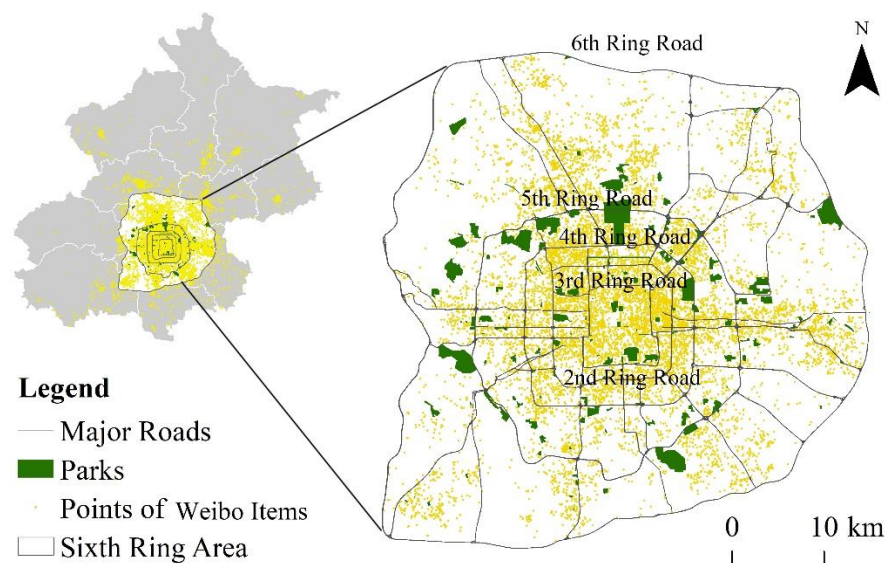 6th Ring Road
N
5th Ring Road
4th Ring Road
3rd Ring Road
2nd Ring Road
Legend
Major Roads
Parks
Points of Weibo Items
Sixth Ring Area
0 10 km